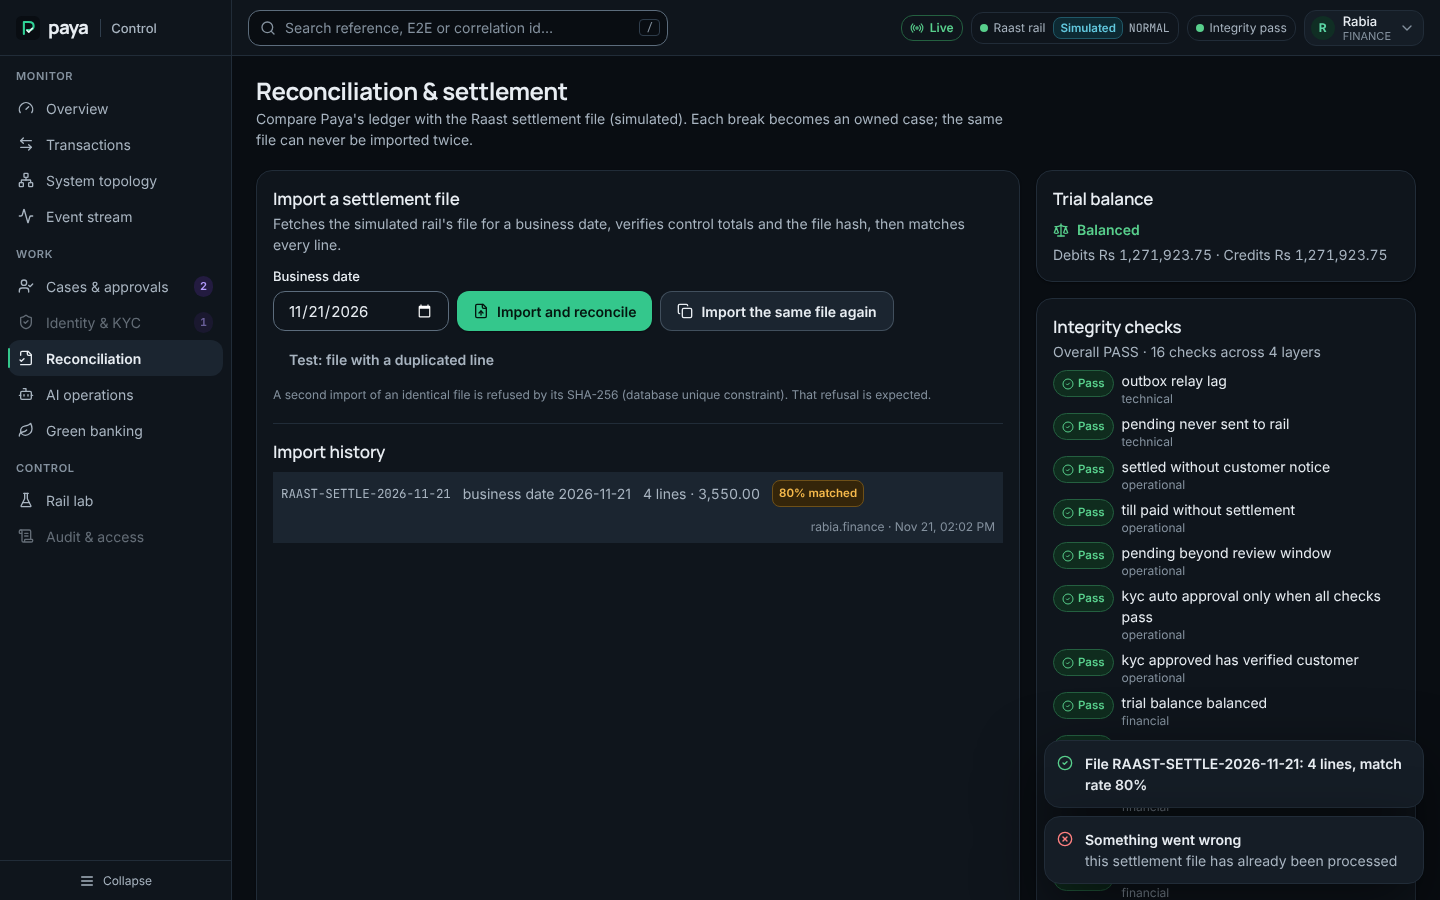 paya
Control
Search reference, E2E or correlation id...
/
Live
Raast rail
Simulated
NORMAL
Integrity pass
R
Rabia
FINANCE
MONITOR
Overview
Transactions
System topology
Event stream
WORK
Cases & approvals
2
Identity & KYC
1
Reconciliation
AI operations
Green banking
CONTROL
Rail lab
Audit & access
Collapse
Reconciliation & settlement
Compare Paya's ledger with the Raast settlement file (simulated). Each break becomes an owned case; the same
file can never be imported twice.
Import a settlement file
Fetches the simulated rail's file for a business date, verifies control totals and the file hash, then matches
every line.
Business date
11/21/2026
Import and reconcile
Import the same file again
Test: file with a duplicated line
A second import of an identical file is refused by its SHA-256 (database unique constraint). That refusal is expected.
Import history
RAAST-SETTLE-2026-11-21
business date 2026-11-21
4 lines · 3,550.00
80% matched
rabia.finance · Nov 21, 02:02 PM
Trial balance
Balanced
Debits Rs 1,271,923.75 · Credits Rs 1,271,923.75
Integrity checks
Overall PASS · 16 checks across 4 layers
Pass
outbox relay lag
technical
Pass
pending never sent to rail
technical
Pass
settled without customer notice
operational
Pass
till paid without settlement
operational
Pass
pending beyond review window
operational
Pass
kyc auto approval only when all checks
pass
operational
Pass
kyc approved has verified customer
operational
Pass
trial balance balanced
financial
File RAAST-SETTLE-2026-11-21: 4 lines, match
rate 80%
financial
Something went wrong
this settlement file has already been processed
financial